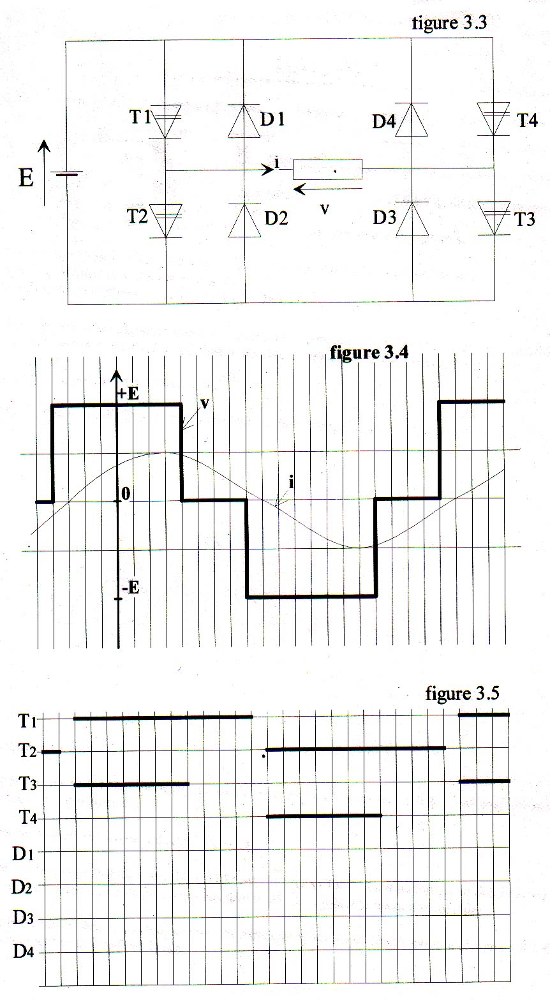 figure 3.3
T1
D1
D4
T4
E
i
T2
D2
v
D3
T3
figure 3.4
+E
v
0
i
-E
figure 3.5
T1
T2
T3
T4
D1
D2
D3
D4